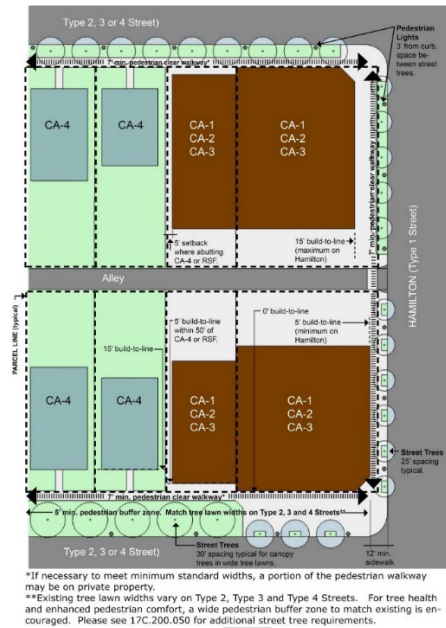 Type 2, 3 or 4 Street)
Pedestrian
Lights
3' from curb.
space be-
tween street
trees.
7' min. pedestrian clear walkway*
CA-4
CA-4
CA-1
CA-2
CA-3
CA-1
CA-2
CA-3
7' min. pedestrian clear walkway*
HAMILTON (Type 1 Street)
5' setback
where abutting
CA-4 or RSF.
15' build-to-line
(maximum on
Hamilton)
Alley
PARCEL LINE (typical)
5' build-to-line
within 50' of
CA-4 or RSF.
0' build-to-line
5' build-to-line
(minimum on
Hamilton)
15' build-to-line
CA-4
CA-4
CA-1
CA-2
CA-3
CA-1
CA-2
CA-3
Street Trees
25' spacing
typical.
7' min. pedestrian clear walkway*
5' min. pedestrian buffer zone. Match tree lawn widths on Type 2, 3 and 4 Streets**
Type 2, 3 or 4 Street)
Street Trees
30' spacing typical for canopy
trees in wide tree lawns.
12' min.
sidewalk
*If necessary to meet minimum standard widths, a portion of the pedestrian walkway
may be on private property.
**Existing tree lawn widths vary on Type 2, Type 3 and Type 4 Streets. For tree health
and enhanced pedestrian comfort, a wide pedestrian buffer zone to match existing is en-
couraged. Please see 17C.200.050 for additional street tree requirements.